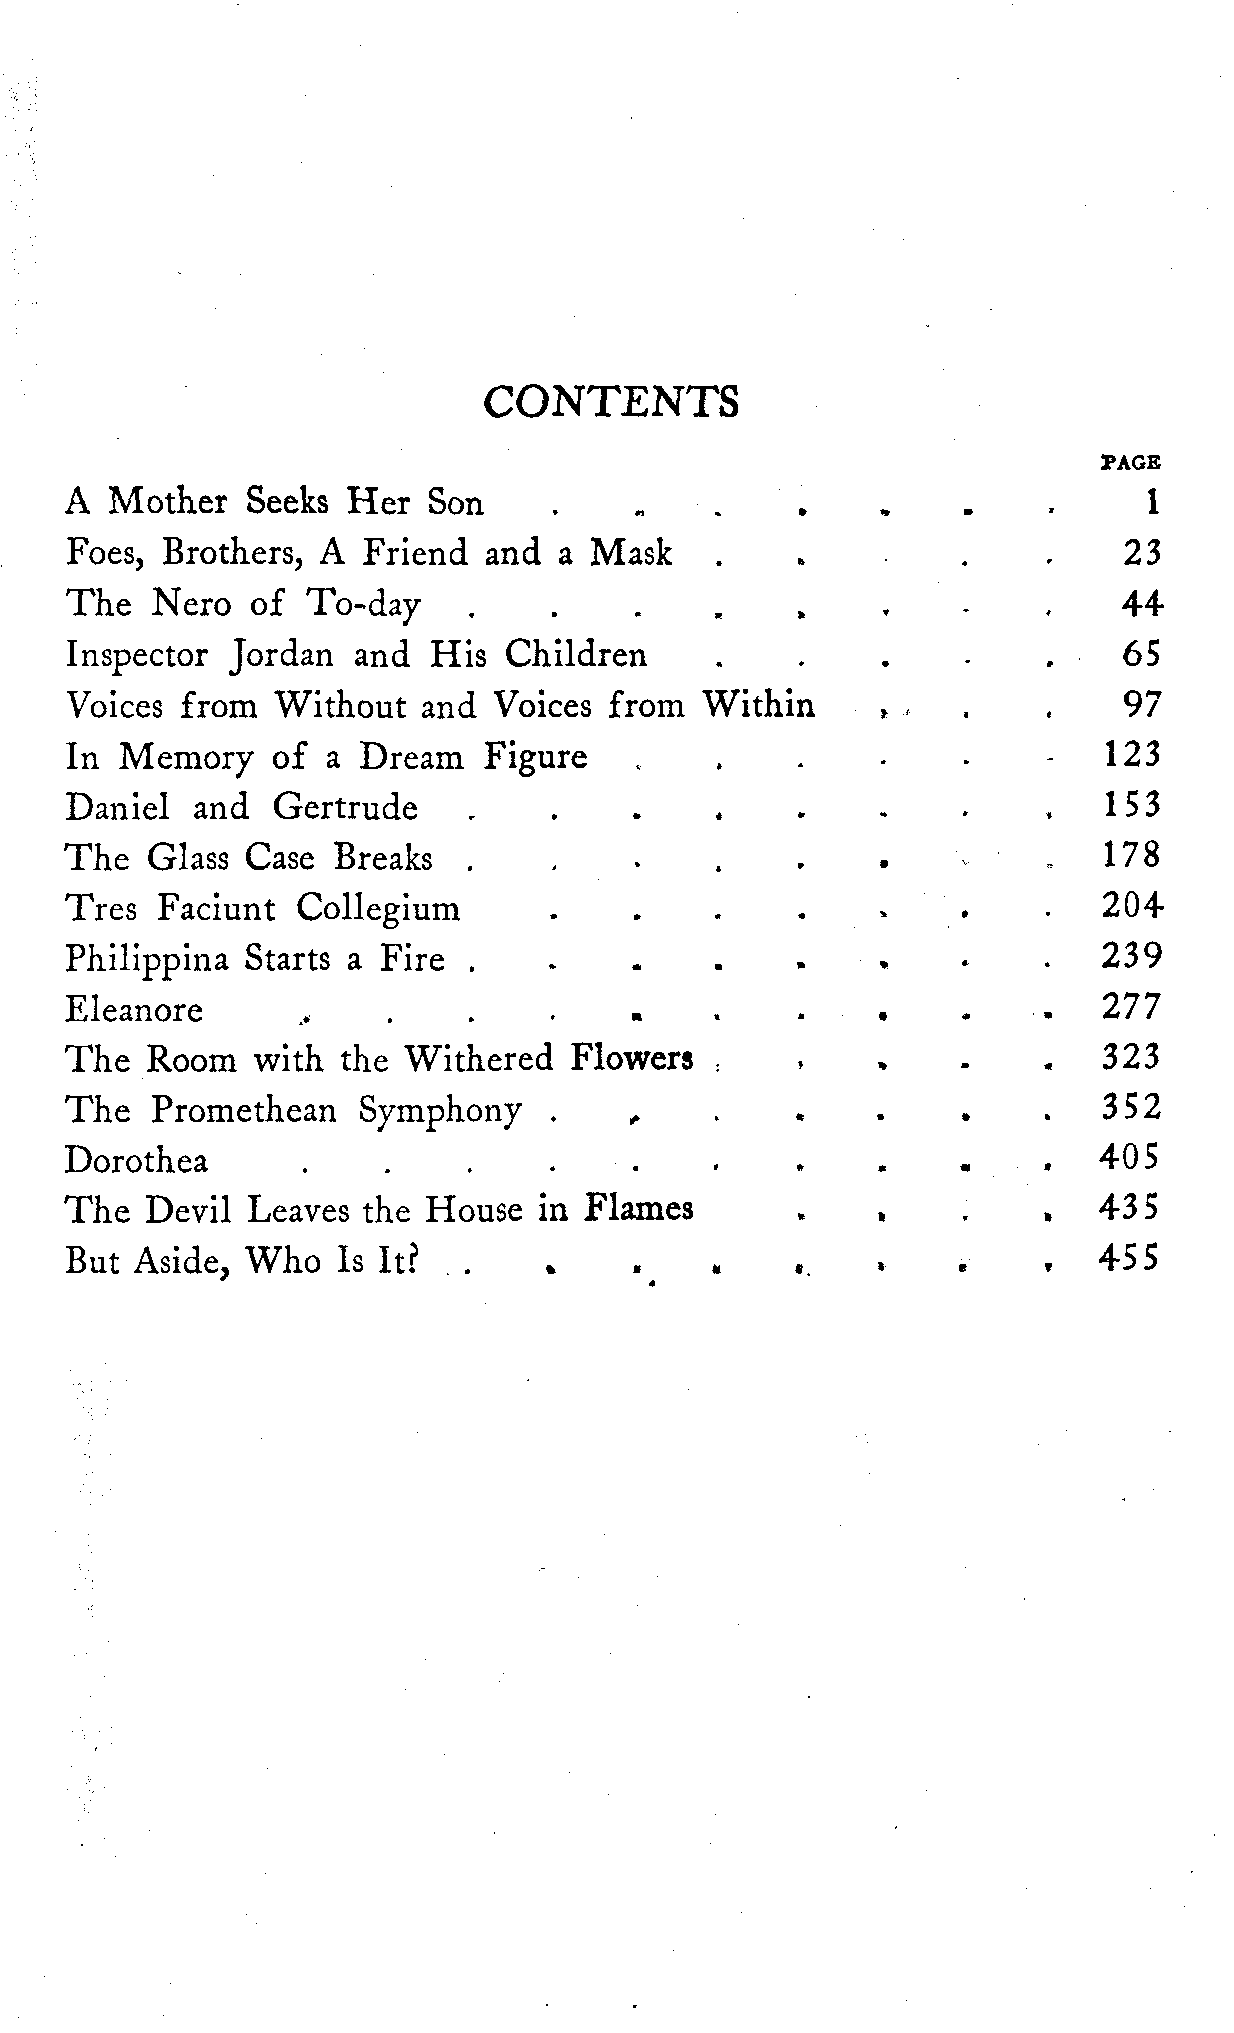 CONTENTS
PAGE
A Mother Seeks Her Son . . . . . . . 1
Foes, Brothers, A Friend and a Mask . . . . . 23
The Nero of To-day . . . . . . . . 44
Inspector Jordan and His Children . . . . . 65
Voices from Without and Voices from Within . . . 97
In Memory of a Dream Figure . . . . . . 123
Daniel and Gertrude . . . . . . . . 153
The Glass Case Breaks . . . . . . . . 178
Tres Faciunt Collegium . . . . . . . 204
Philippina Starts a Fire . . . . . . . . 239
Eleanore . . . . . . . . . . 277
The Room with the Withered Flowers . . . . . 323
The Promethean Symphony . . . . . . . 352
Dorothea . . . . . . . . . . 405
The Devil Leaves the House in Flames . . . . 435
But Aside, Who Is It? . . . . . . . . 455